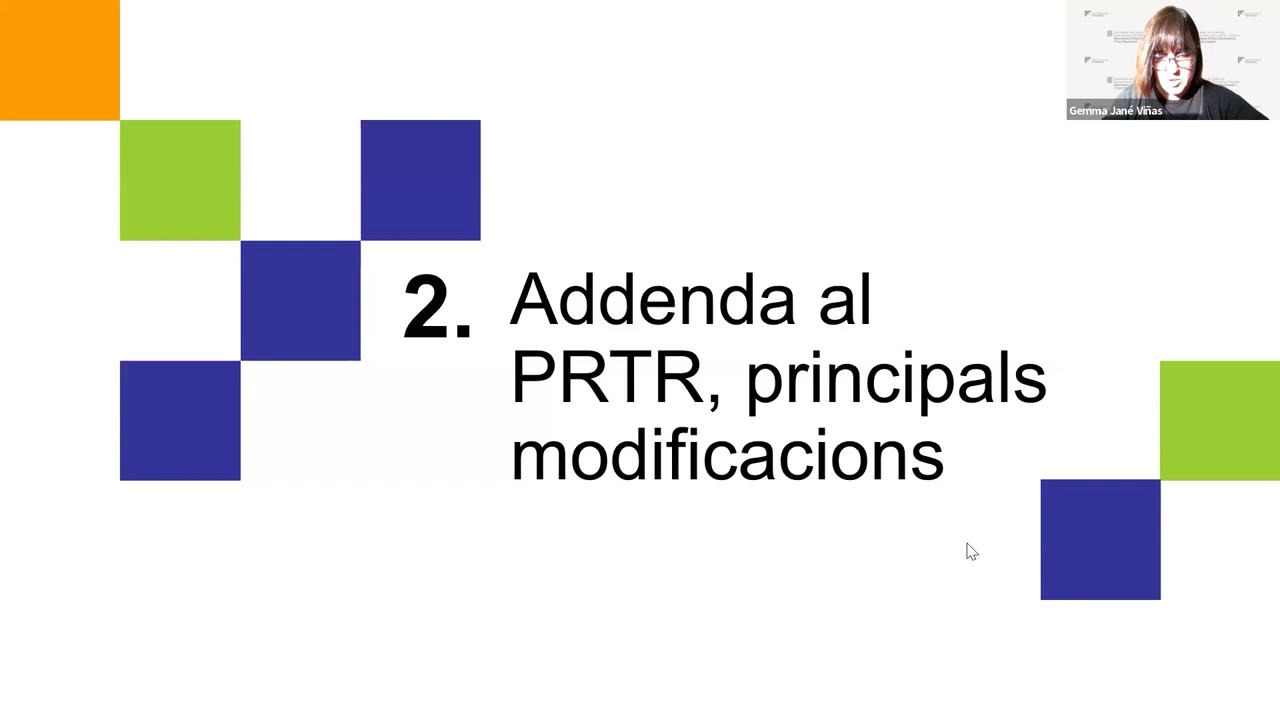 Gemma Jané Viñas
2. Addenda al
PRTR, principals
modificacions